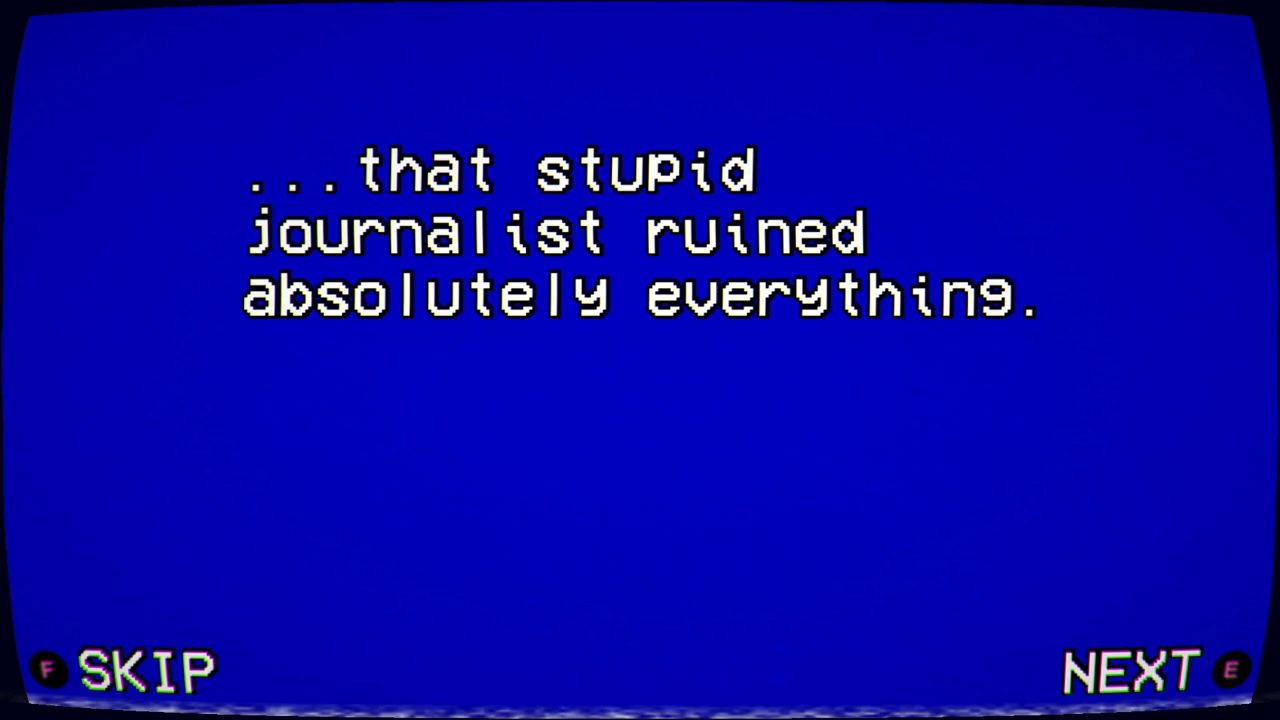 ...that stupid
journalist ruined
absolutely everything.
F SKIP
NEXT E